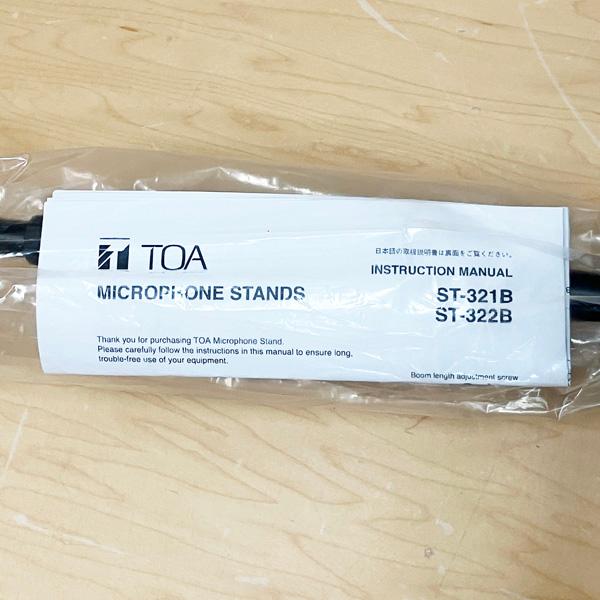 TOA
日本語の取扱説明書は裏面をご覧ください。
INSTRUCTION MANUAL
MICROPHONE STANDS
ST-321B
ST-322B
Thank you for purchasing TOA Microphone Stand.
Please carefully follow the instructions in this manual to ensure long,
trouble-free use of your equipment.
Boom length adjustment screw